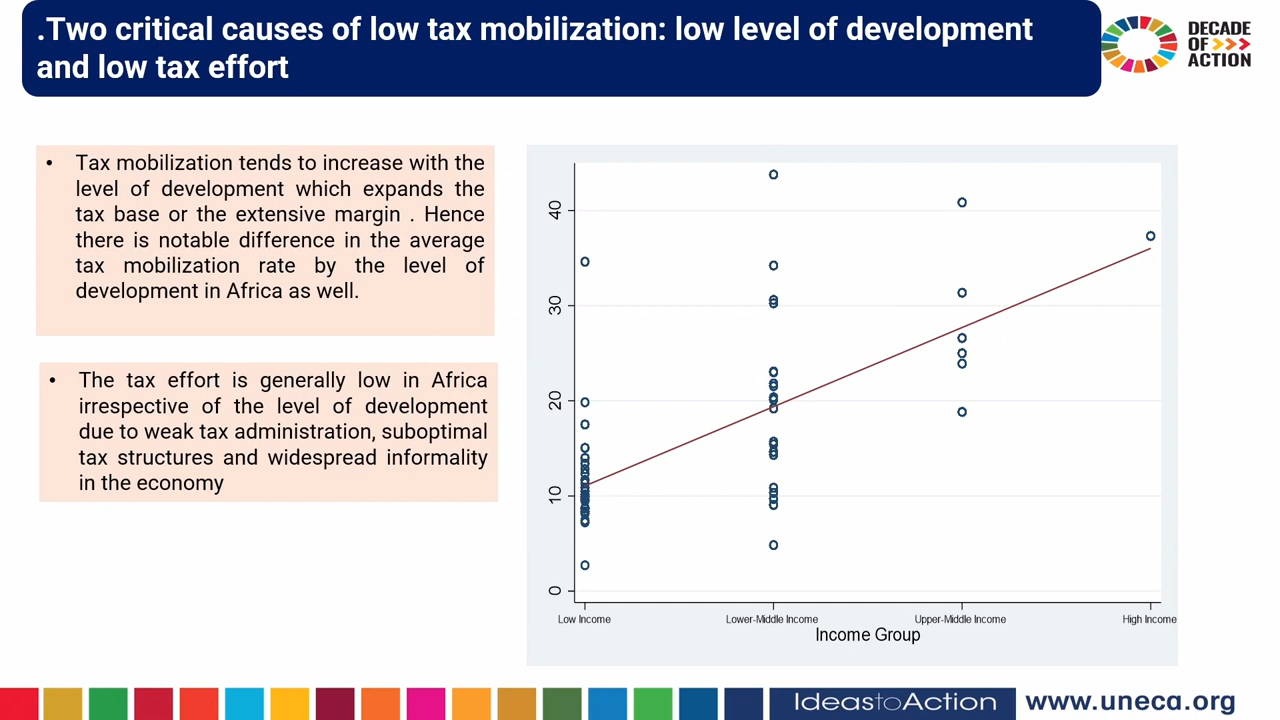 .Two critical causes of low tax mobilization: low level of development
and low tax effort
DECADE
OF >>>
ACTION
• Tax mobilization tends to increase with the
level of development which expands the
tax base or the extensive margin . Hence
there is notable difference in the average
tax mobilization rate by the level of
development in Africa as well.
• The tax effort is generally low in Africa
irrespective of the level of development
due to weak tax administration, suboptimal
tax structures and widespread informality
in the economy
40
30
20
10
0
Low Income
Lower-Middle Income
Upper-Middle Income
High Income
Income Group
IdeastoAction
www.uneca.org